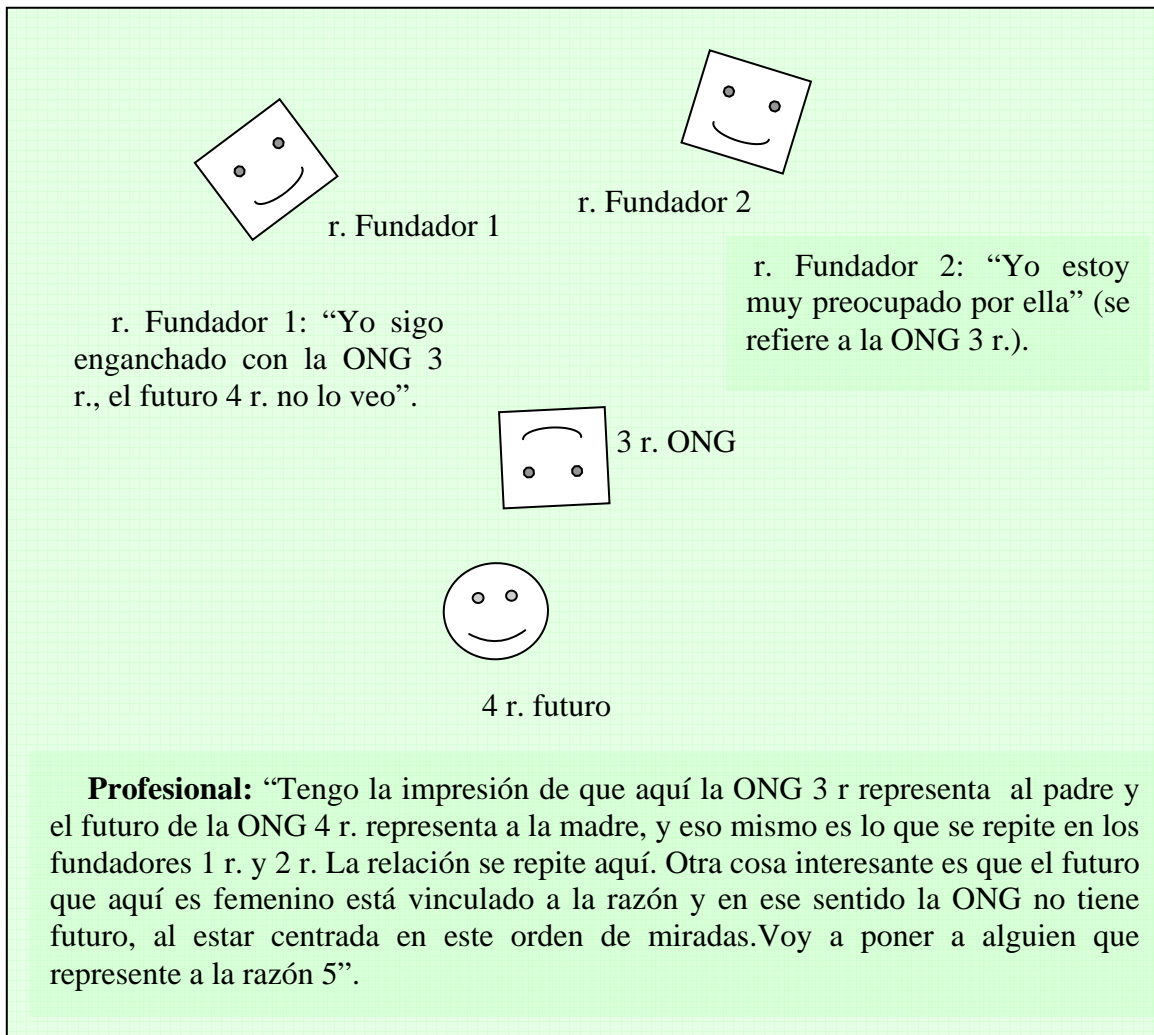 r. Fundador 1
r. Fundador 2
r. Fundador 2: “Yo estoy
muy preocupado por ella” (se
refiere a la ONG 3 r.).
r. Fundador 1: “Yo sigo
enganchado con la ONG 3
r., el futuro 4 r. no lo veo”.
3 r. ONG
4 r. futuro
Profesional: “Tengo la impresión de que aquí la ONG 3 r representa al padre y
el futuro de la ONG 4 r. representa a la madre, y eso mismo es lo que se repite en los
fundadores 1 r. y 2 r. La relación se repite aquí. Otra cosa interesante es que el futuro
que aquí es femenino está vinculado a la razón y en ese sentido la ONG no tiene
futuro, al estar centrada en este orden de miradas.Voy a poner a alguien que
represente a la razón 5”.